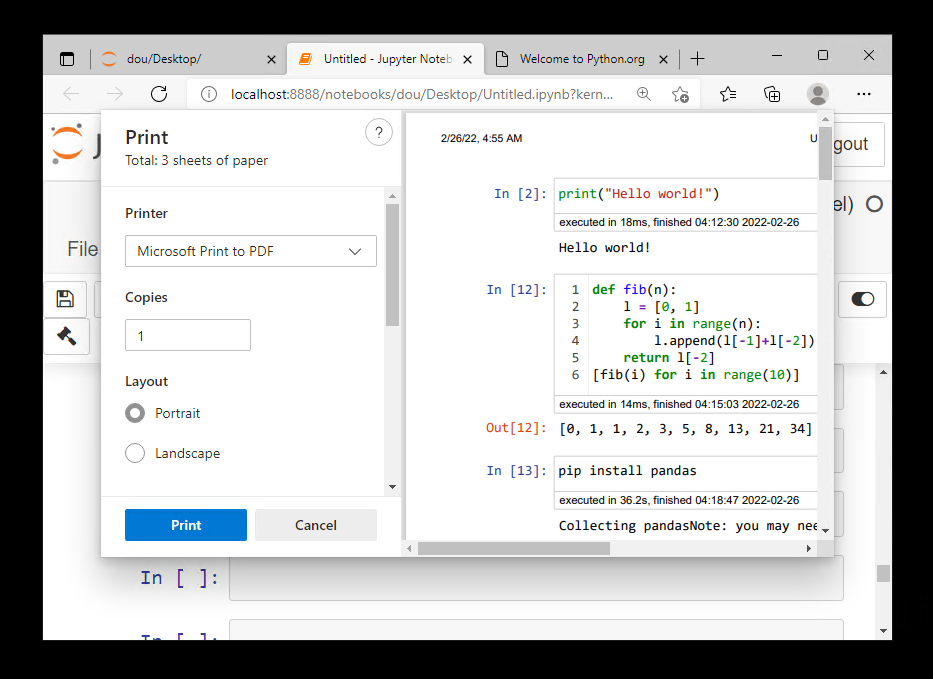 dou/Desktop/
Untitled - Jupyter Noteb
Welcome to Python.org
localhost:8888/notebooks/dou/Desktop/Untitled.ipynb?kern...
Print
?
Total: 3 sheets of paper
Printer
Microsoft Print to PDF
Copies
1
Layout
Portrait
Landscape
Print
Cancel
2/26/22, 4:55 AM
U
In [2]: print("Hello world!")
executed in 18ms, finished 04:12:30 2022-02-26
Hello world!
In [12]: 1 def fib(n):
2 l = [0, 1]
3 for i in range(n):
4 l.append(l[-1]+l[-2])
5 return l[-2]
6 [fib(i) for i in range(10)]
executed in 14ms, finished 04:15:03 2022-02-26
Out[12]: [0, 1, 1, 2, 3, 5, 8, 13, 21, 34]
In [13]: pip install pandas
executed in 36.2s, finished 04:18:47 2022-02-26
Collecting pandasNote: you may nee
gout
el)
File
In [ ]:
In [ ]: